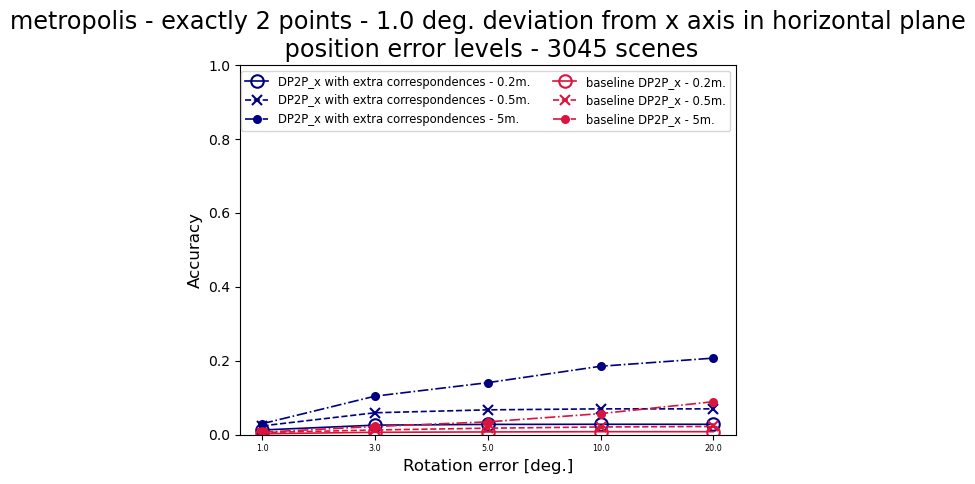 metropolis - exactly 2 points - 1.0 deg. deviation from x axis in horizontal plane
position error levels - 3045 scenes
DP2P_x with extra correspondences - 0.2m.
DP2P_x with extra correspondences - 0.5m.
DP2P_x with extra correspondences - 5m.
baseline DP2P_x - 0.2m.
baseline DP2P_x - 0.5m.
baseline DP2P_x - 5m.
Accuracy
1.0
0.8
0.6
0.4
0.2
0.0
1.0 3.0 5.0 10.0 20.0
Rotation error [deg.]